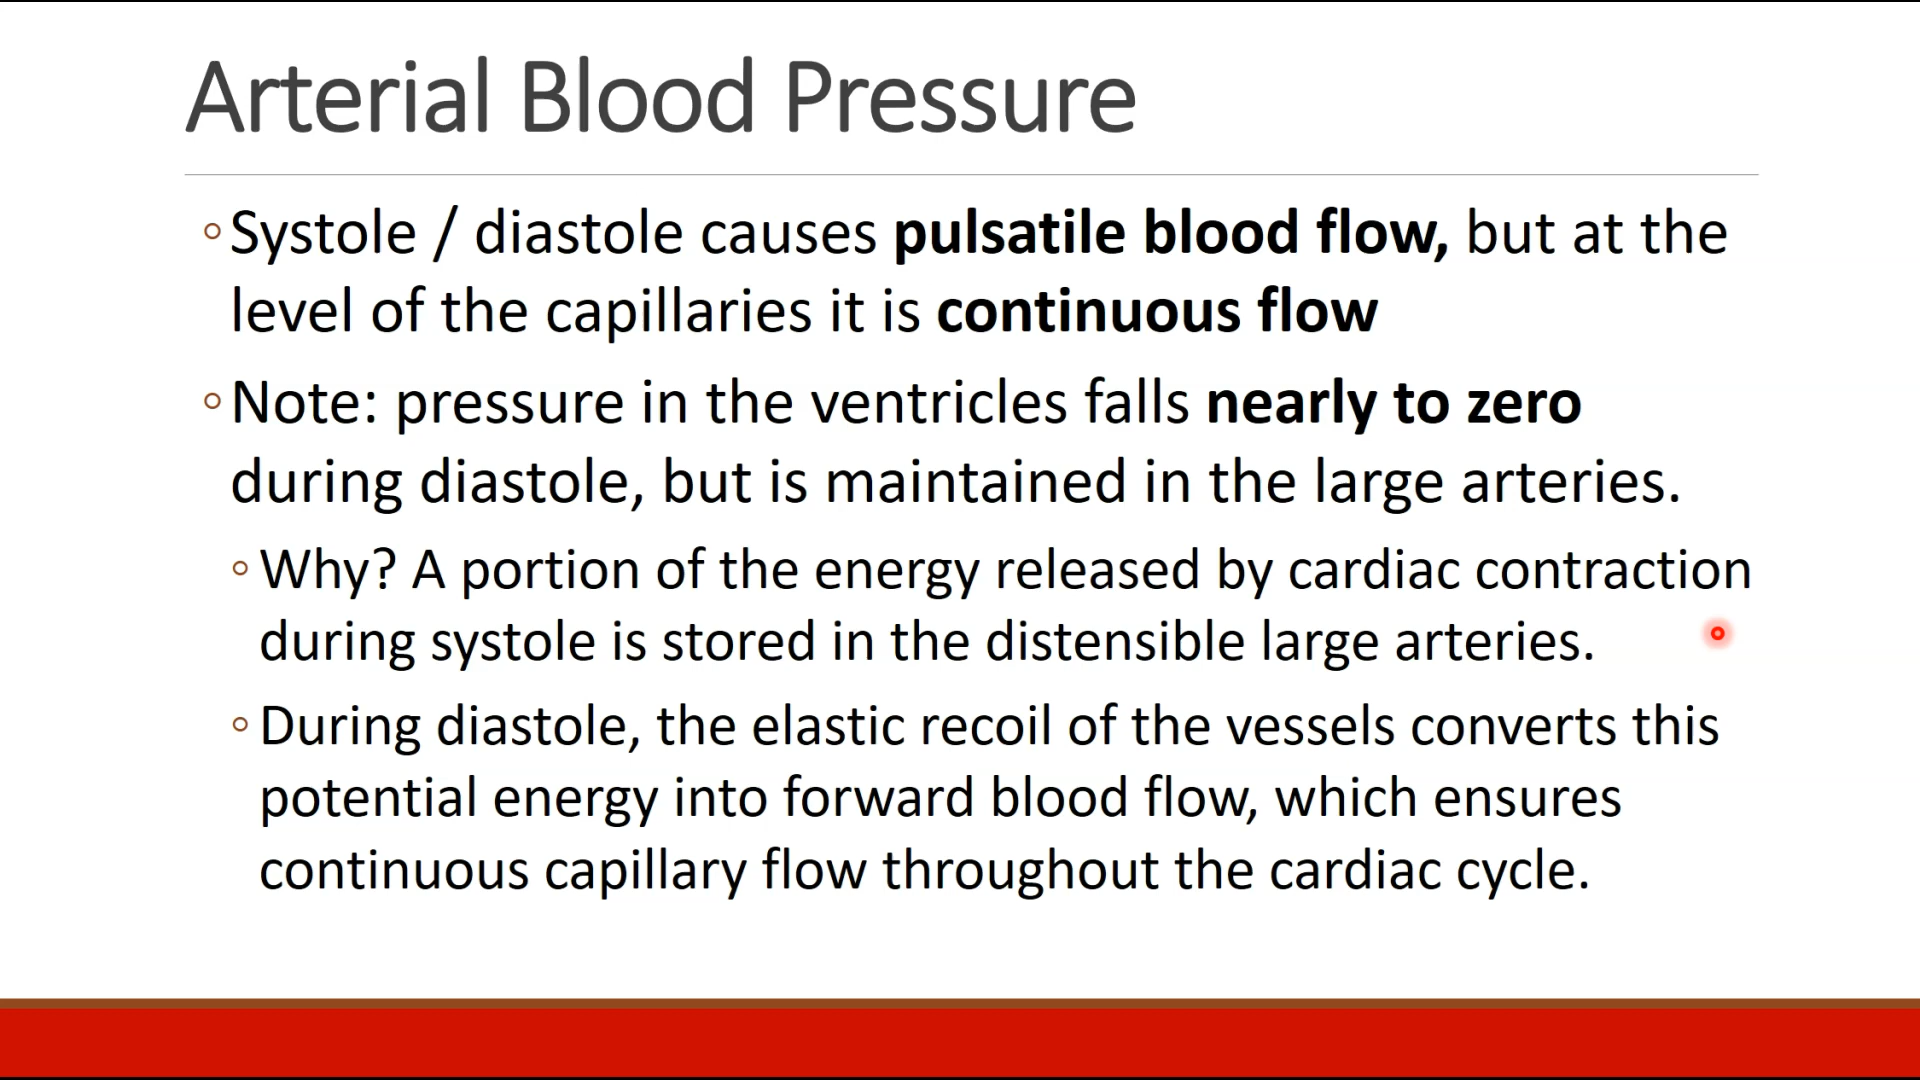 Arterial Blood Pressure
◦Systole / diastole causes pulsatile blood flow, but at the
level of the capillaries it is continuous flow
◦Note: pressure in the ventricles falls nearly to zero
during diastole, but is maintained in the large arteries.
◦Why? A portion of the energy released by cardiac contraction
during systole is stored in the distensible large arteries.
◦During diastole, the elastic recoil of the vessels converts this
potential energy into forward blood flow, which ensures
continuous capillary flow throughout the cardiac cycle.